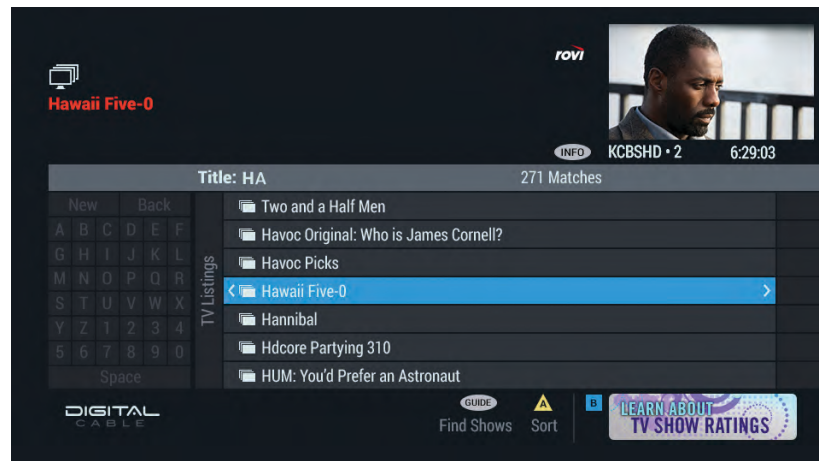 rovi
Hawaii Five-0
INFO KCBSHD • 2 6:29:03
Title: HA 271 Matches
New Back
A B C D E F
G H I J K L
M N O P Q R
S T U V W X
Y Z 1 2 3 4
5 6 7 8 9 0
Space
TV Listings
Two and a Half Men
Havoc Original: Who is James Cornell?
Havoc Picks
Hawaii Five-0
Hannibal
Hdcore Partying 310
HUM: You'd Prefer an Astronaut
DIGITAL
CABLE
GUIDE
Find Shows
A
Sort
B
LEARN ABOUT
TV SHOW RATINGS